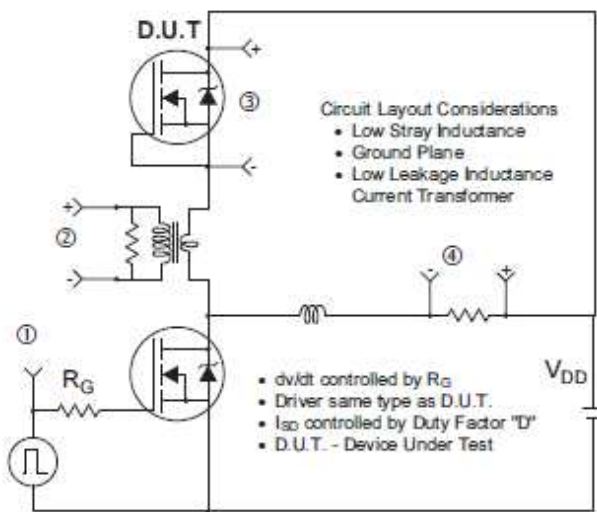 D.U.T
+
③
-
Circuit Layout Considerations
• Low Stray Inductance
• Ground Plane
• Low Leakage Inductance
Current Transformer
+
②
-
④
-
+
①
RG
VDD
• dv/dt controlled by RG
• Driver same type as D.U.T.
• ISD controlled by Duty Factor "D"
• D.U.T. - Device Under Test